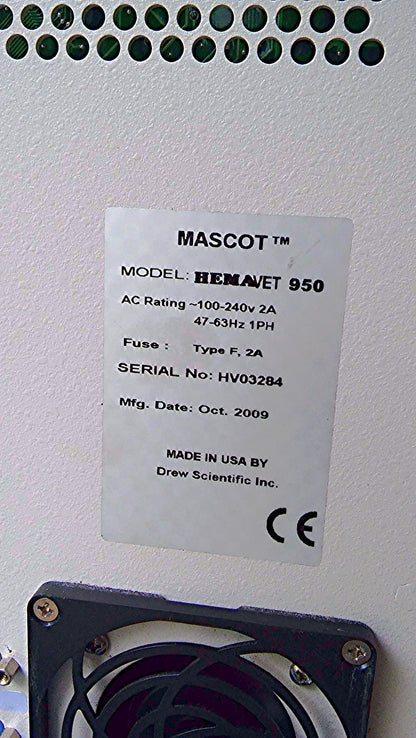 MASCOT™
MODEL: HEMAVET 950
AC Rating ~100-240v 2A
47-63Hz 1PH
Fuse : Type F, 2A
SERIAL No: HV03284
Mfg. Date: Oct. 2009
MADE IN USA BY
Drew Scientific Inc.
CE